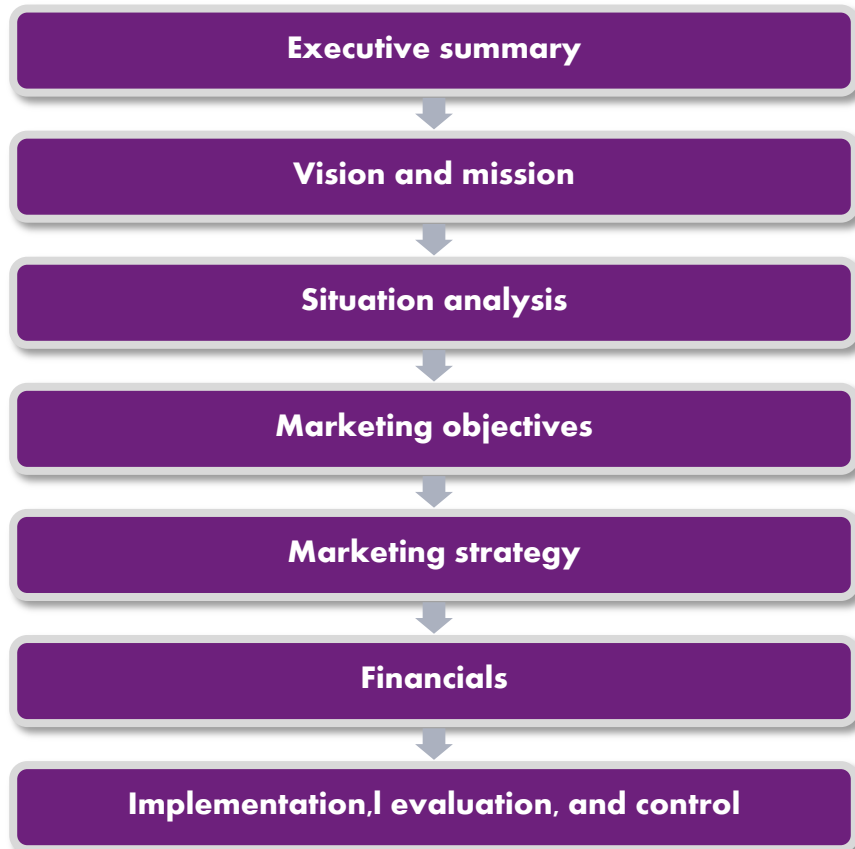 Executive summary
Vision and mission
Situation analysis
Marketing objectives
Marketing strategy
Financials
Implementation,l evaluation, and control